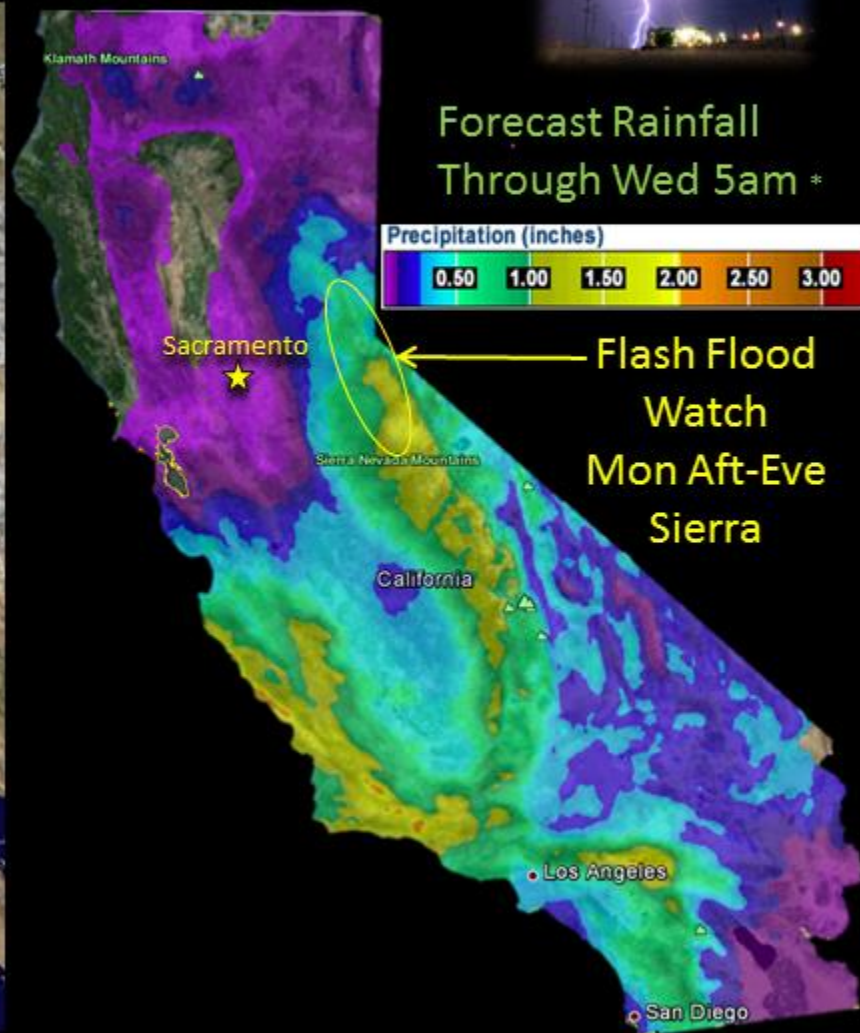 Klamath Mountains
Forecast Rainfall
Through Wed 5am *
Precipitation (inches)
0.50 1.00 1.50 2.00 2.50 3.00
Sacramento
Flash Flood
Watch
Mon Aft-Eve
Sierra
Sierra Nevada Mountains
California
Los Angeles
San Diego